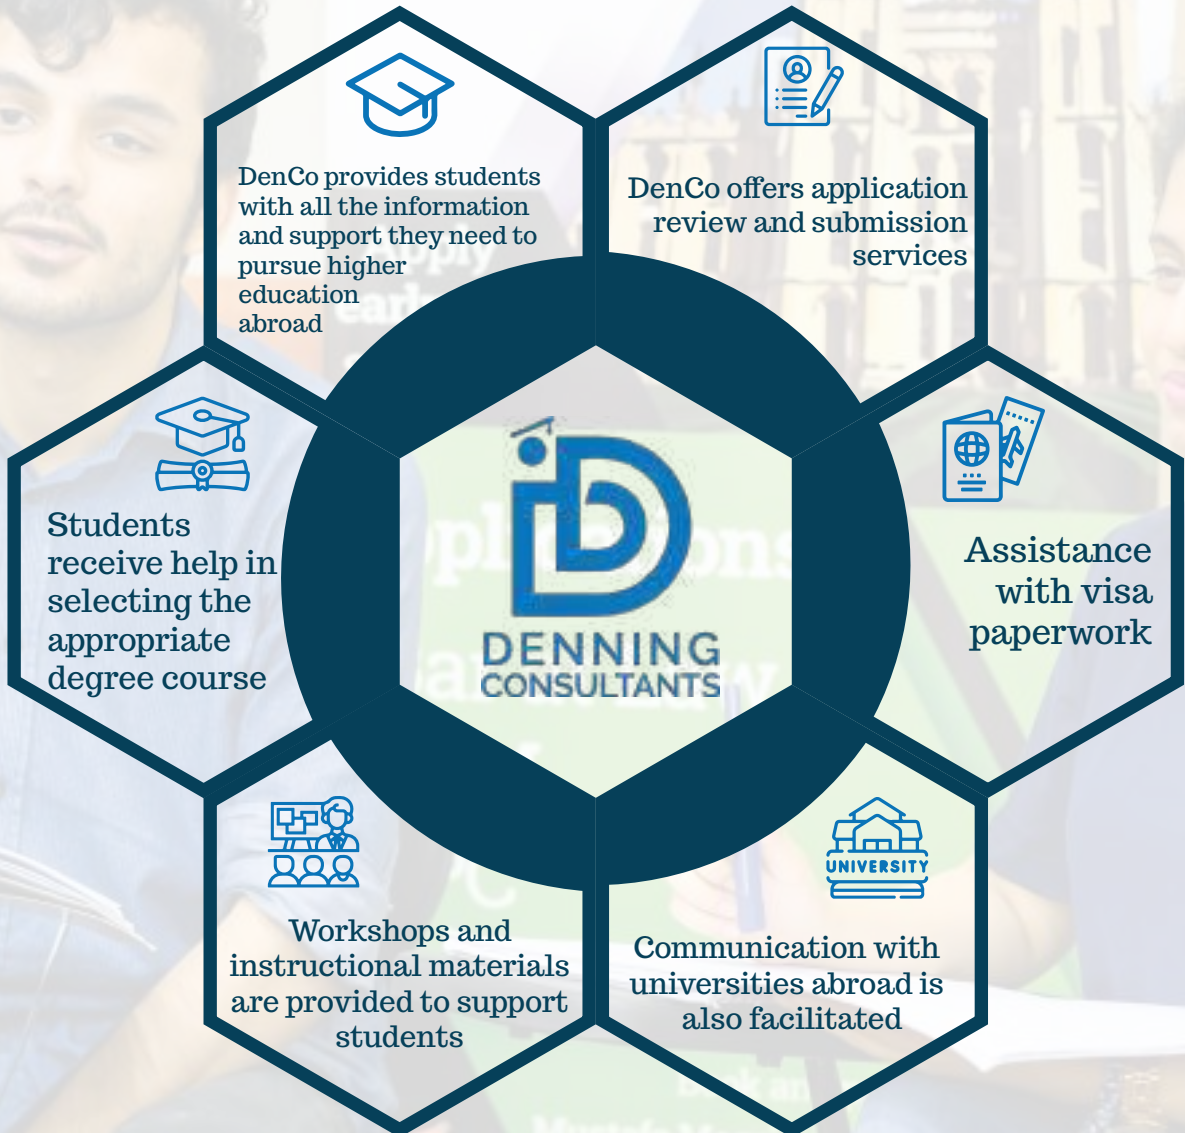 DenCo provides students
with all the information
and support they need to
pursue higher
education
abroad
DenCo offers application
review and submission
services
Students
receive help in
selecting the
appropriate
degree course
DENNING
CONSULTANTS
Assistance
with visa
paperwork
Workshops and
instructional materials
are provided to support
students
UNIVERSITY
Communication with
universities abroad is
also facilitated
Apply